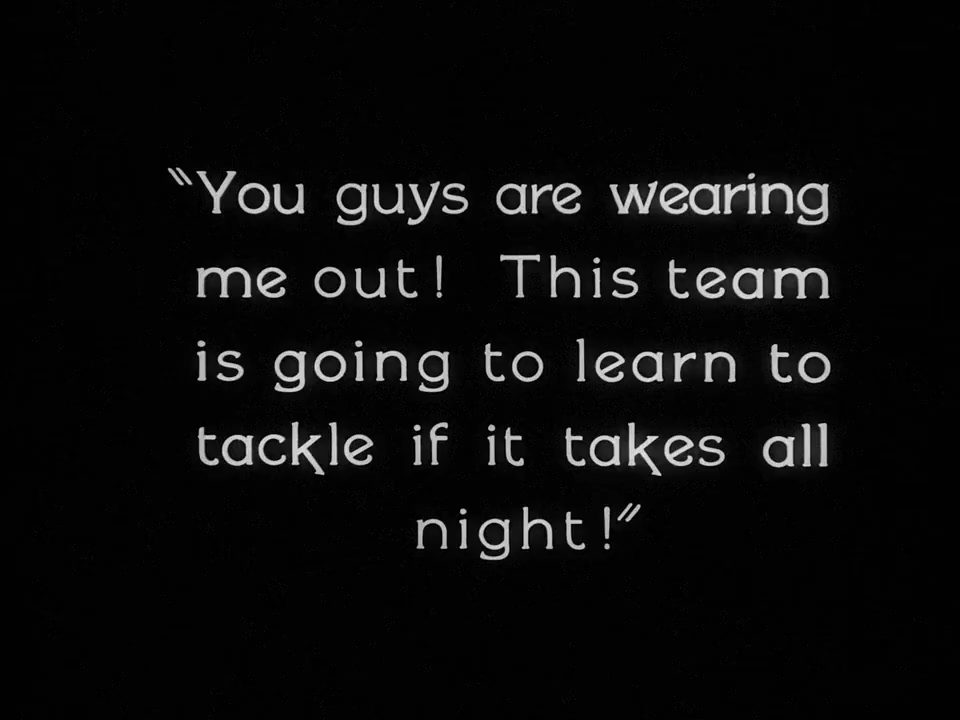 “You guys are wearing
me out! This team
is going to learn to
tackle if it takes all
night!”